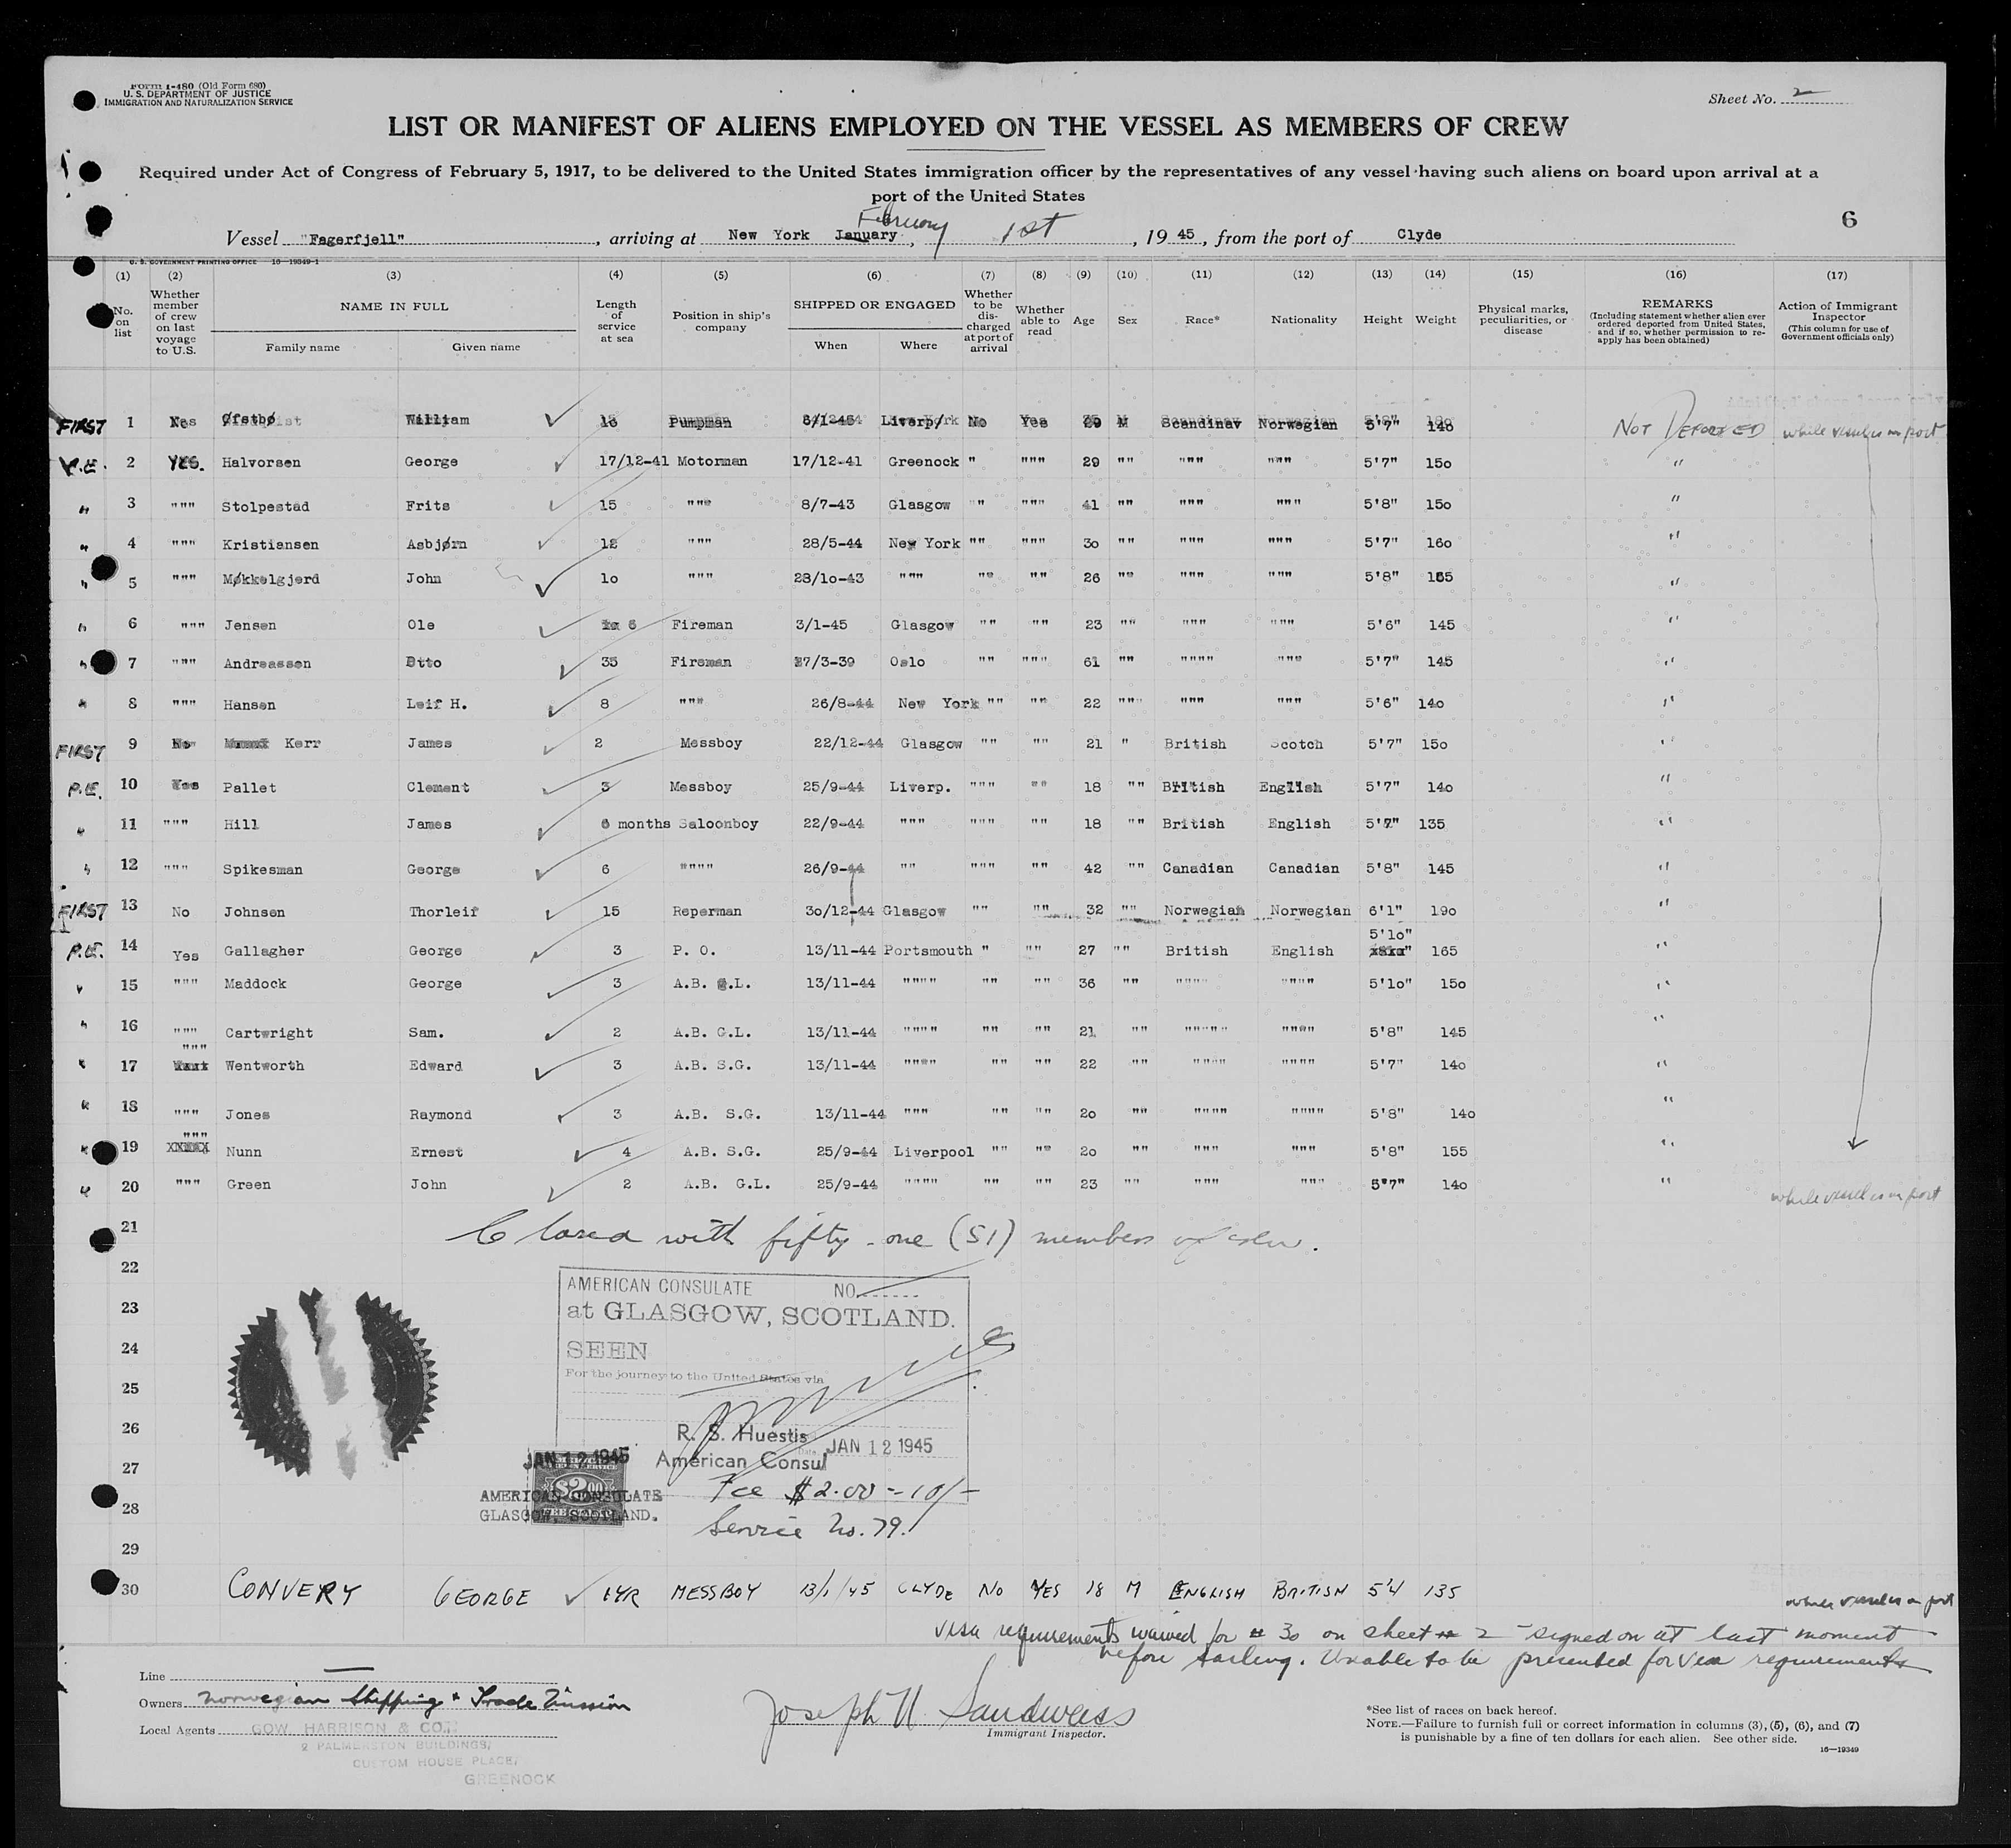 FORM I-480 (Old Form 680)
U. S. DEPARTMENT OF JUSTICE
IMMIGRATION AND NATURALIZATION SERVICE
Sheet No. 2
LIST OR MANIFEST OF ALIENS EMPLOYED ON THE VESSEL AS MEMBERS OF CREW
Required under Act of Congress of February 5, 1917, to be delivered to the United States immigration officer by the representatives of any vessel having such aliens on board upon arrival at a
port of the United States
6
February
Vessel "Fagerfjell", arriving at New York January, 1st, 1945, from the port of Clyde
U. S. GOVERNMENT PRINTING OFFICE 16—19349-1
(1) (2) (3) (4) (5) (6) (7) (8) (9) (10) (11) (12) (13) (14) (15) (16) (17)
No. on list
Whether member of crew on last voyage to U.S.
NAME IN FULL
Family name Given name
Length of service at sea
Position in ship's company
SHIPPED OR ENGAGED
When Where
Whether to be discharged at port of arrival
Whether able to read
Age
Sex
Race*
Nationality
Height
Weight
Physical marks, peculiarities, or disease
REMARKS
(Including statement whether alien ever ordered deported from United States, and if so, whether permission to reapply has been obtained)
Action of Immigrant Inspector
(This column for use of Government officials only)
FIRST 1 Øfstbø William Pumpman 6/1-45 Liverp No Yes M Scandinav Norwegian 5'7" 140 NOT DEPORTED while vessel is in port
P.E. 2 YES. Halvorsen George 17/12-41 Motorman 17/12-41 Greenock " """ 29 "" """ """ 5'7" 150 "
" 3 """ Stolpestad Frits 15 """ 8/7-43 Glasgow "" """ 41 "" """ """ 5'8" 150 "
" 4 """ Kristiansen Asbjørn 12 """ 28/5-44 New York "" """ 30 "" """ """ 5'7" 160 "
" 5 """ Møkkelgjerd John 10 """ 28/10-43 """ "" "" 26 "" """ """ 5'8" 165 "
" 6 """ Jensen Ole 6 Fireman 3/1-45 Glasgow "" "" 23 "" """ """ 5'6" 145 "
" 7 """ Andreassen Otto 35 Fireman 27/3-39 Oslo "" """ 61 "" """" """ 5'7" 145 "
" 8 """ Hansen Leif H. 8 """ 26/8-44 New York "" "" 22 """ """ """ 5'6" 140 "
FIRST 9 No Kerr James 2 Messboy 22/12-44 Glasgow "" "" 21 " British Scotch 5'7" 150 "
P.E. 10 Yes Pallet Clement 3 Messboy 25/9-44 Liverp. """ "" 18 "" British English 5'7" 140 "
" 11 """ Hill James 6 months Saloonboy 22/9-44 """ """ "" 18 "" British English 5'7" 135 "
" 12 """ Spikesman George 6 """" 26/9-44 "" """ "" 42 "" Canadian Canadian 5'8" 145 "
FIRST 13 No Johnsen Thorleif 15 Reperman 30/12-44 Glasgow "" "" 32 "" Norwegian Norwegian 6'1" 190 "
P.E. 14 Yes Gallagher George 3 P. O. 13/11-44 Portsmouth " "" 27 "" British English 5'10" 165 "
" 15 """ Maddock George 3 A.B. G.L. 13/11-44 """" "" "" 36 "" """" """" 5'10" 150 "
" 16 """ Cartwright Sam. 2 A.B. G.L. 13/11-44 """" "" "" 21 "" """"" """" 5'8" 145 "
" 17 """ Wentworth Edward 3 A.B. S.G. 13/11-44 """" "" "" 22 "" """" """" 5'7" 140 "
" 18 """ Jones Raymond 3 A.B. S.G. 13/11-44 """ "" "" 20 "" """" """" 5'8" 140 "
" 19 """ Nunn Ernest 4 A.B. S.G. 25/9-44 Liverpool "" "" 20 "" """ """ 5'8" 155 "
" 20 """ Green John 2 A.B. G.L. 25/9-44 """" "" "" 23 "" """ """ 5'7" 140 " while vessel is in port
21 Closed with fifty-one (51) members of crew.
22
23
24
25
26
27
28
29
AMERICAN CONSULATE NO.
at GLASGOW, SCOTLAND.
SEEN
For the journey to the United States via
R. S. Huestis
American Consul
Date JAN 12 1945
JAN 12 1945
$2.00
AMERICAN CONSULATE
GLASGOW, SCOTLAND.
Fee $2.00 = 10/-
Service No. 79.
30 CONVERY GEORGE 1 YR MESSBOY 13/1/45 CLYDE NO YES 18 M ENGLISH BRITISH 5'4 135 while vessel is in port
visa requirements waived for # 30 on sheet # 2 - signed on at last moment
before sailing. Unable to be presented for visa requirements
Line
Owners Norwegian Shipping & Trade Mission
Local Agents GOW, HARRISON & CO.
2 PALMERSTON BUILDINGS,
CUSTOM HOUSE PLACE,
GREENOCK
Joseph N. Sandweiss
Immigrant Inspector.
*See list of races on back hereof.
NOTE.—Failure to furnish full or correct information in columns (3), (5), (6), and (7)
is punishable by a fine of ten dollars for each alien. See other side.
16—19349